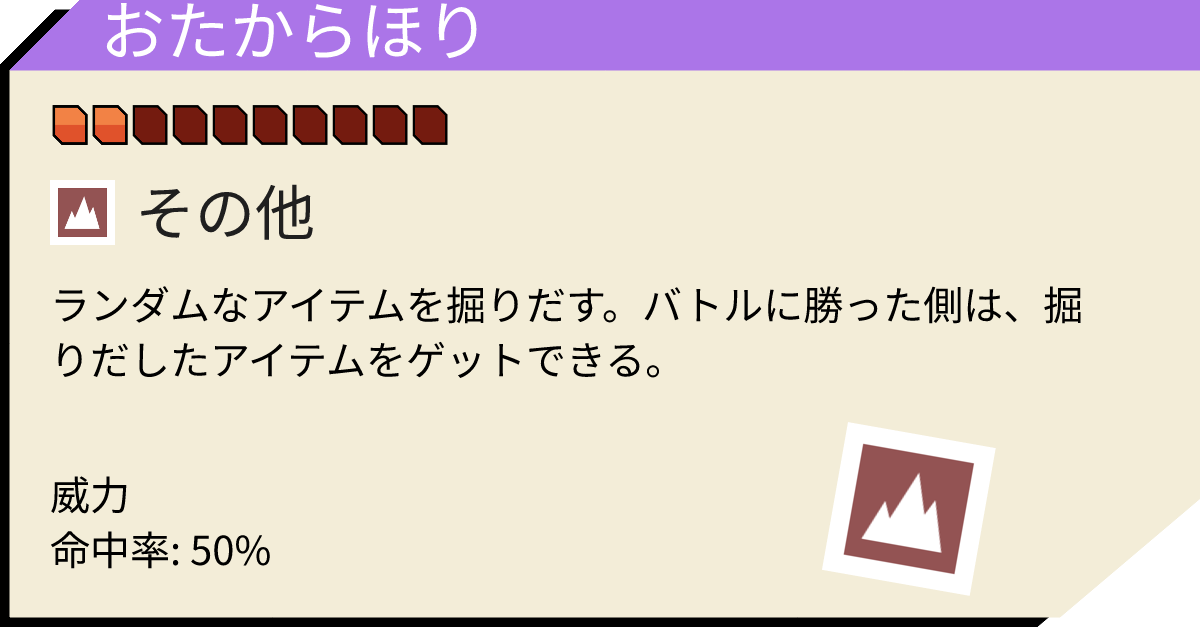 おたからほり
その他
ランダムなアイテムを掘りだす。バトルに勝った側は、掘
りだしたアイテムをゲットできる。
威力
命中率: 50%